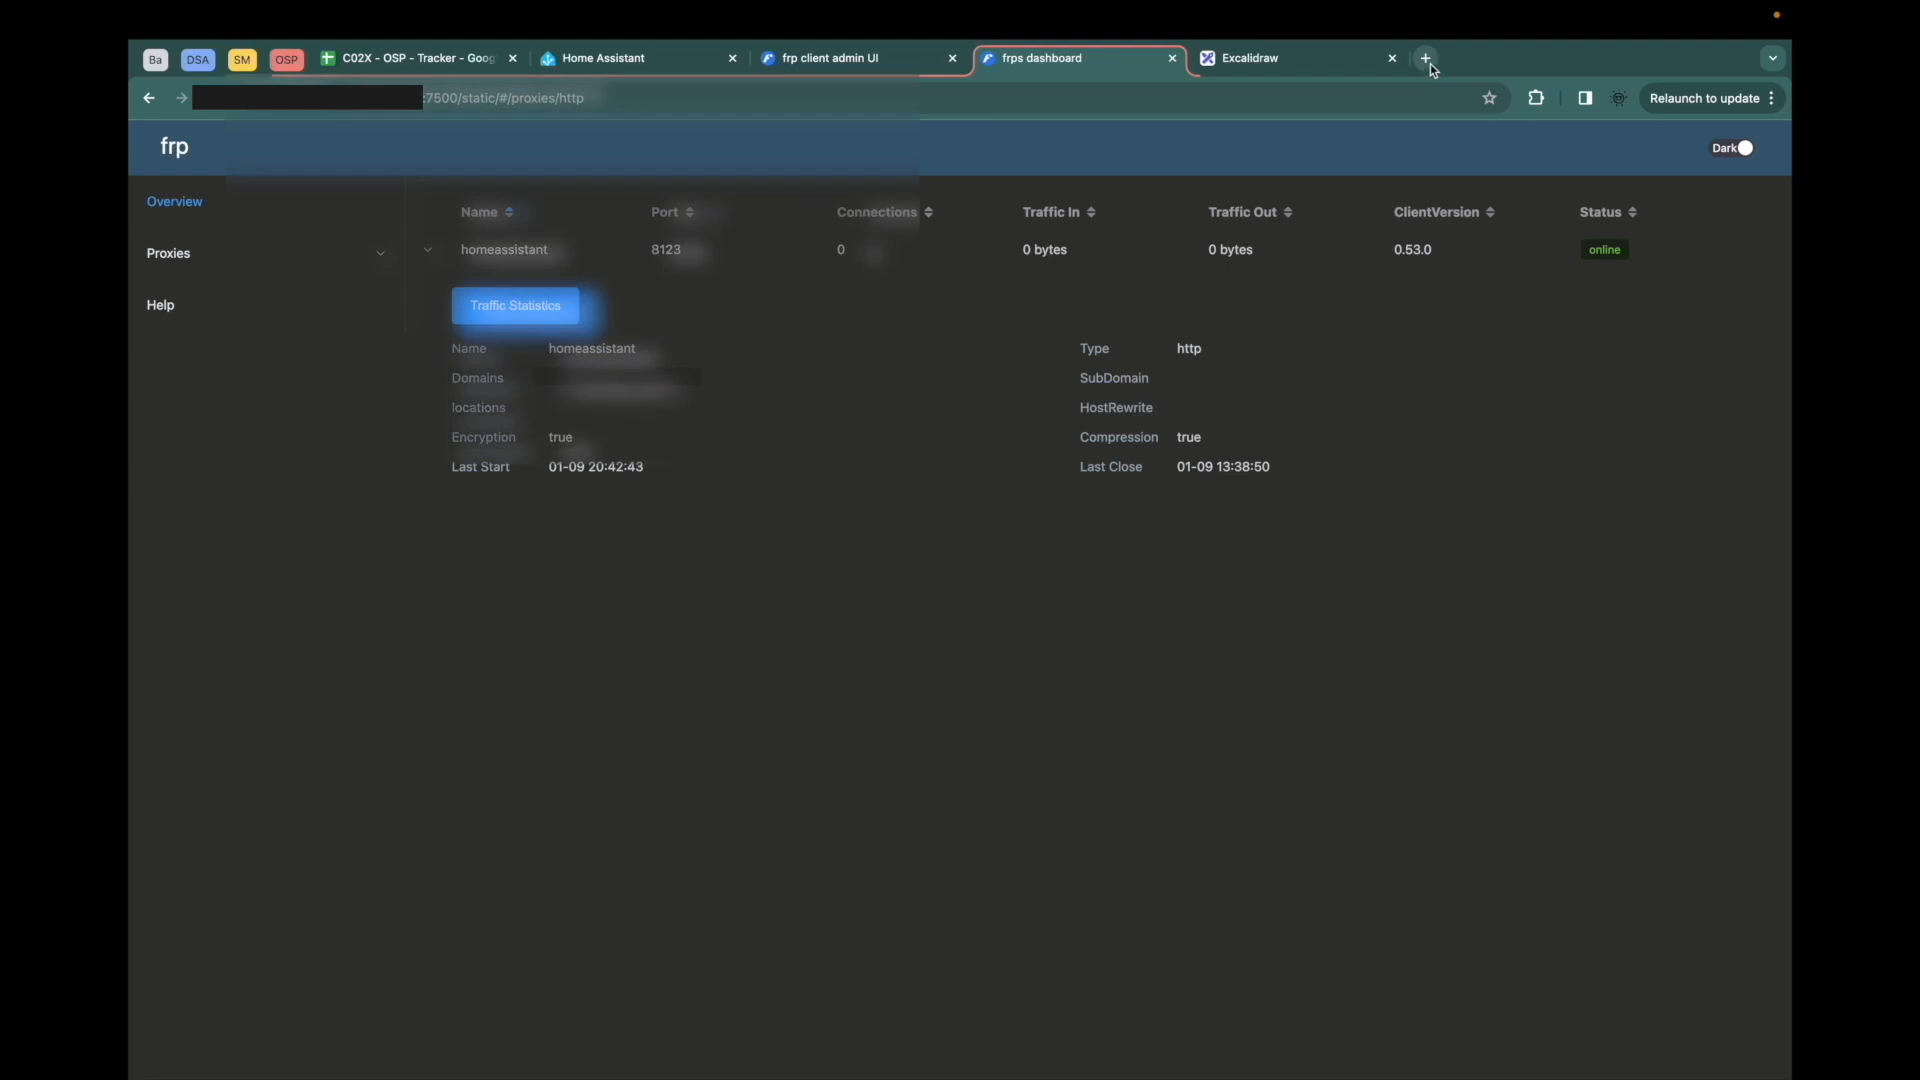 Ba DSA SM OSP C02X - OSP - Tracker - Goog Home Assistant frp client admin UI frps dashboard Excalidraw
:7500/static/#/proxies/http Relaunch to update
frp Dark
Overview
Proxies
Help
Name Port Connections Traffic In Traffic Out ClientVersion Status
homeassistant 8123 0 0 bytes 0 bytes 0.53.0 online
Traffic Statistics
Name homeassistant Type http
Domains SubDomain
locations HostRewrite
Encryption true Compression true
Last Start 01-09 20:42:43 Last Close 01-09 13:38:50